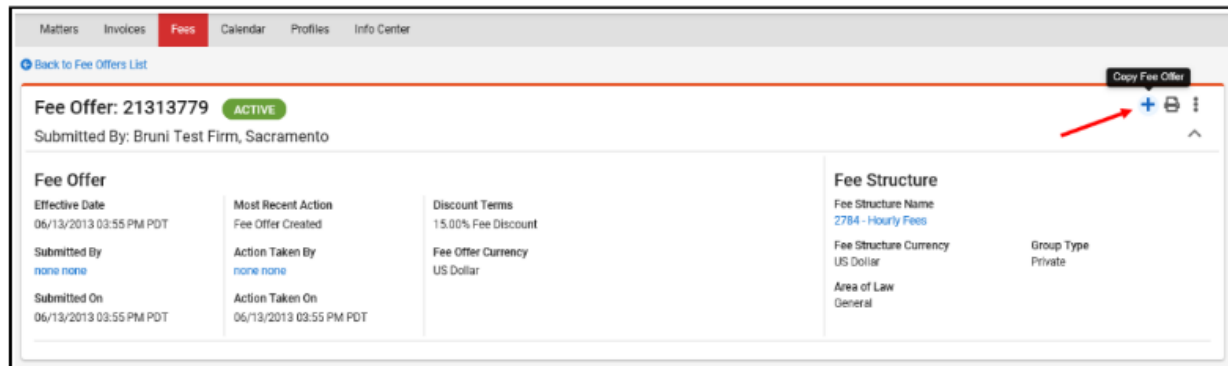 Matters Invoices Fees Calendar Profiles Info Center
Back to Fee Offers List
Copy Fee Offer
Fee Offer: 21313779 ACTIVE
Submitted By: Bruni Test Firm, Sacramento
Fee Offer
Effective Date
06/13/2013 03:55 PM PDT
Submitted By
none none
Submitted On
06/13/2013 03:55 PM PDT
Most Recent Action
Fee Offer Created
Action Taken By
none none
Action Taken On
06/13/2013 03:55 PM PDT
Discount Terms
15.00% Fee Discount
Fee Offer Currency
US Dollar
Fee Structure
Fee Structure Name
2784 - Hourly Fees
Fee Structure Currency
US Dollar
Group Type
Private
Area of Law
General